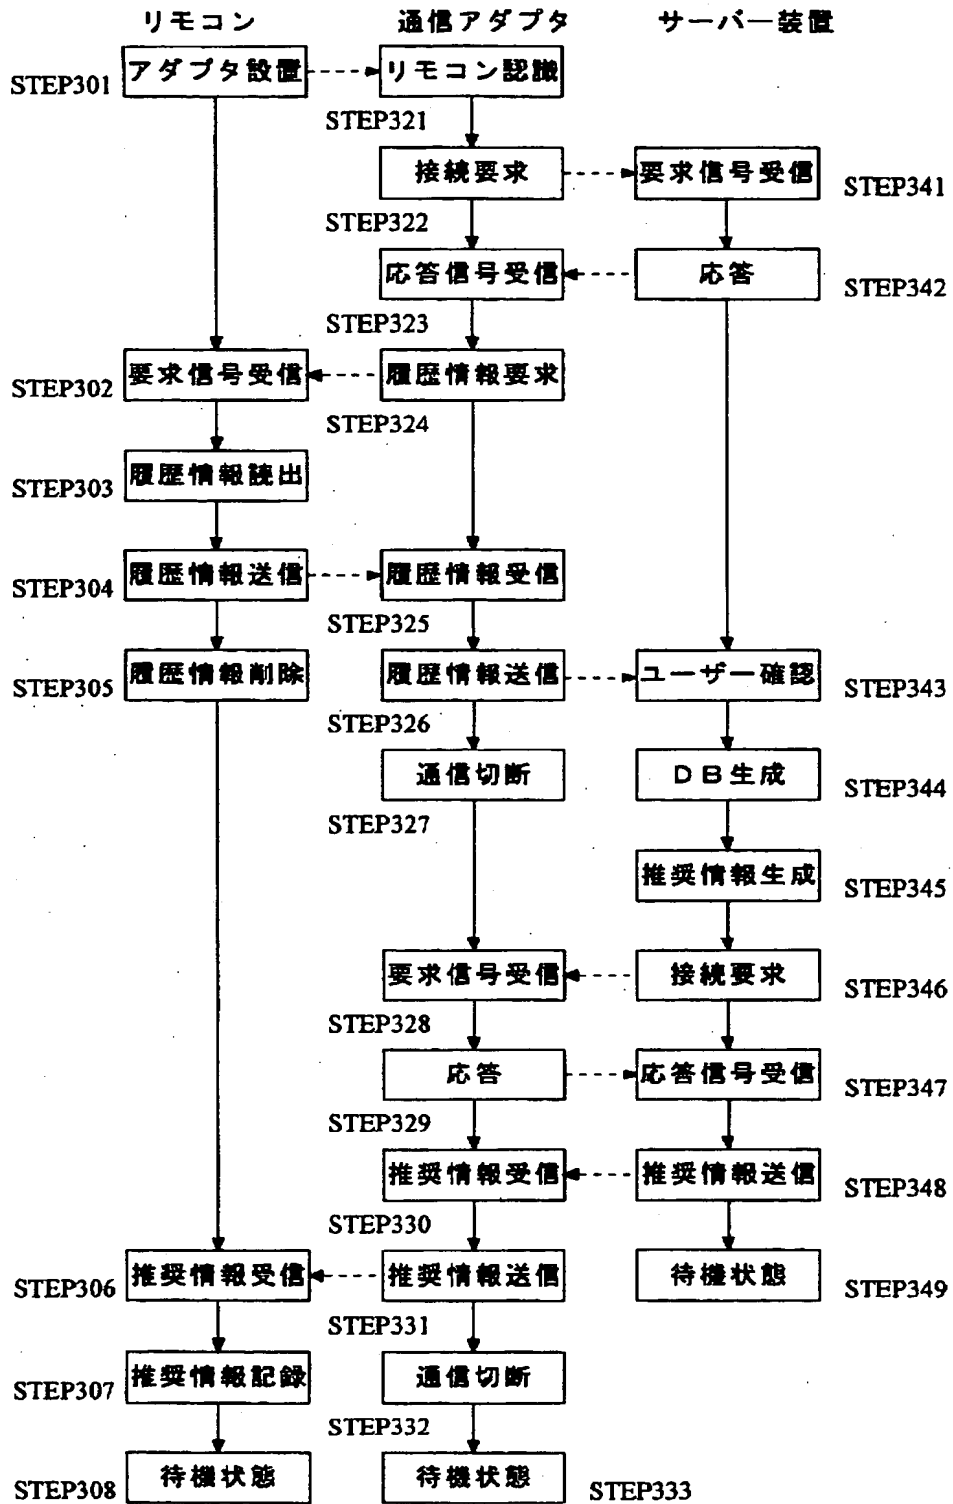 リモコン 通信アダプタ サーバー装置
アダプタ設置 リモコン認識
STEP301
STEP321
接続要求 要求信号受信
STEP341
STEP322
応答信号受信 応答
STEP342
STEP323
要求信号受信 履歴情報要求
STEP302
STEP324
履歴情報読出
STEP303
履歴情報送信 履歴情報受信
STEP304
STEP325
履歴情報削除 履歴情報送信 ユーザー確認
STEP305 STEP343
STEP326
通信切断 DB生成
STEP344
STEP327
推奨情報生成
STEP345
要求信号受信 接続要求
STEP346
STEP328
応答 応答信号受信
STEP347
STEP329
推奨情報受信 推奨情報送信
STEP348
STEP330
推奨情報受信 推奨情報送信 待機状態
STEP306 STEP349
STEP331
推奨情報記録 通信切断
STEP307
STEP332
待機状態 待機状態
STEP308 STEP333